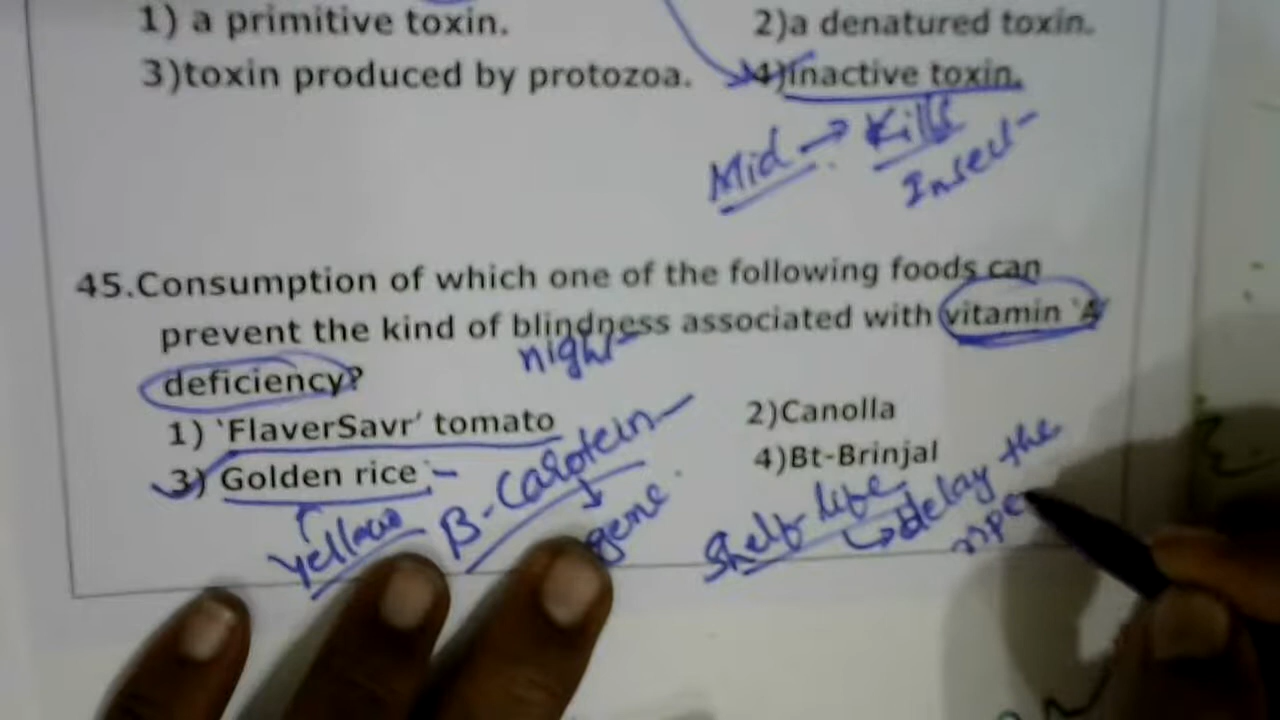 1) a primitive toxin. 2)a denatured toxin.
3)toxin produced by protozoa. 4)inactive toxin.
Mid → Kills
Insect
45.Consumption of which one of the following foods can
prevent the kind of blindness associated with vitamin 'A'
night
deficiency?
1) 'FlaverSavr' tomato 2)Canolla
3) Golden rice 4)Bt-Brinjal
yellow B-Carotein
gene
Shelf life delay the